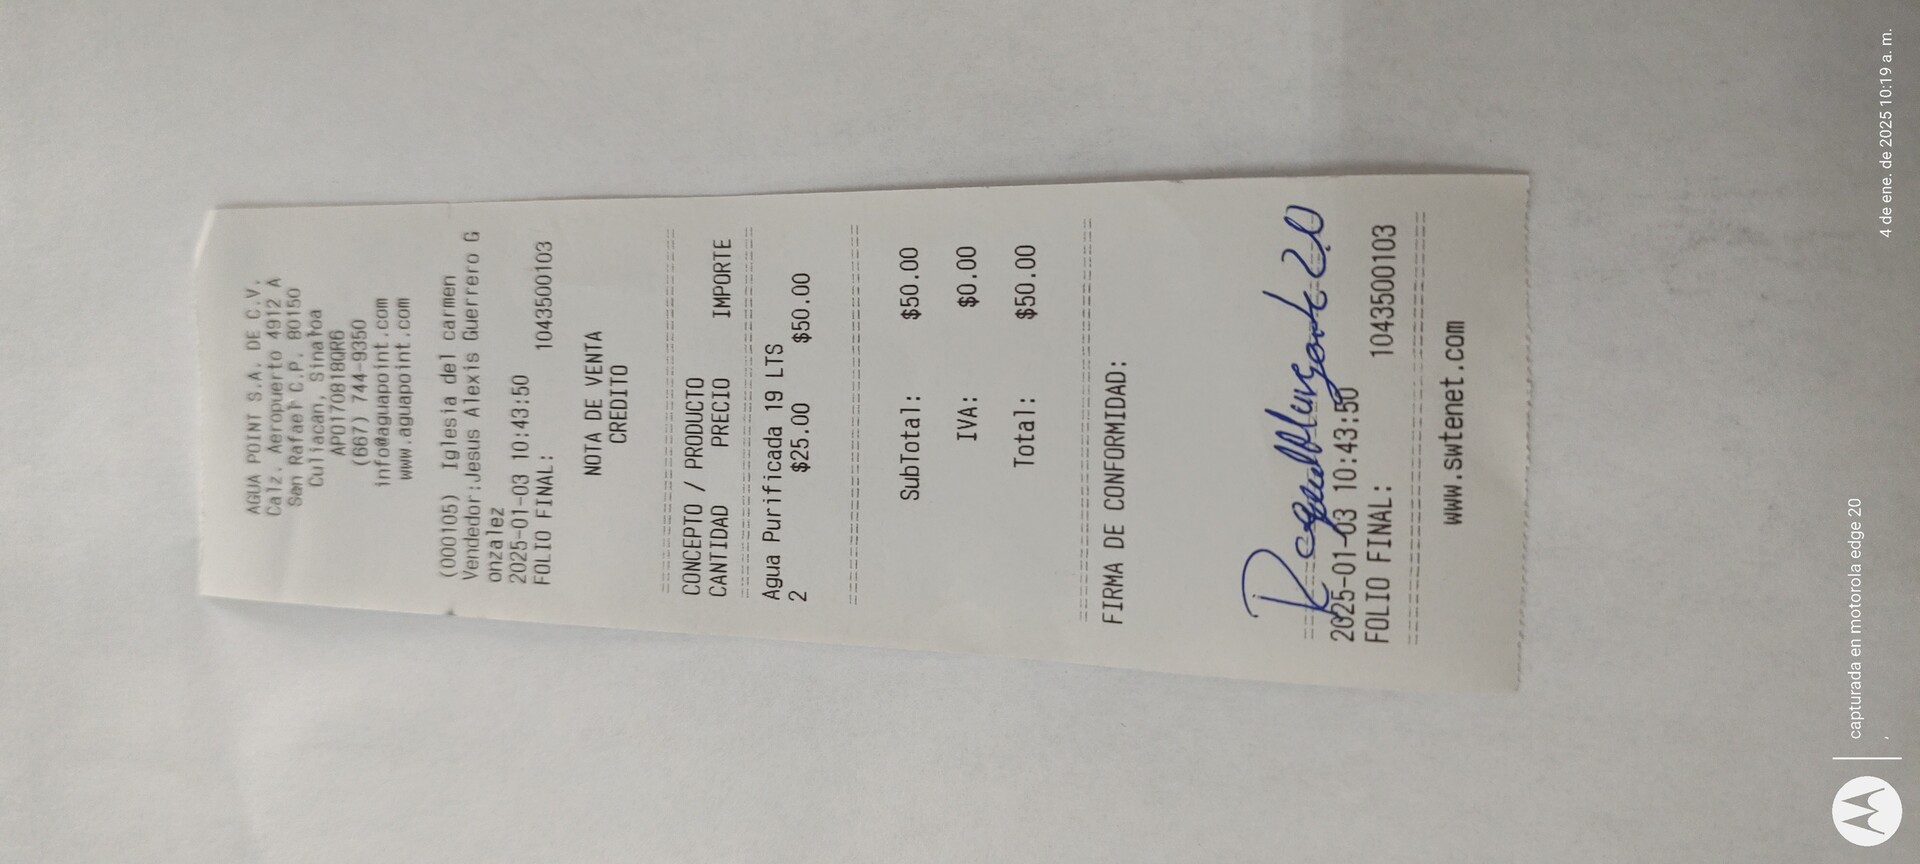 AGUA POINT S.A. DE C.V.
Calz. Aeropuerto 4912 A
San Rafael C.P. 80150
Culiacan, Sinaloa
APO170818QR6
(667) 744-9350
info@aguapoint.com
www.aguapoint.com
(000105) Iglesia del carmen
Vendedor:Jesus Alexis Guerrero G
onzalez
2025-01-03 10:43:50
FOLIO FINAL: 1043500103
NOTA DE VENTA
CREDITO
CONCEPTO / PRODUCTO
CANTIDAD PRECIO IMPORTE
Agua Purificada 19 LTS
2 $25.00 $50.00
SubTotal: $50.00
IVA: $0.00
Total: $50.00
FIRMA DE CONFORMIDAD:
2025-01-03 10:43:50
FOLIO FINAL: 1043500103
www.swtenet.com
capturada en motorola edge 20
,
4 de ene. de 2025 10:19 a. m.